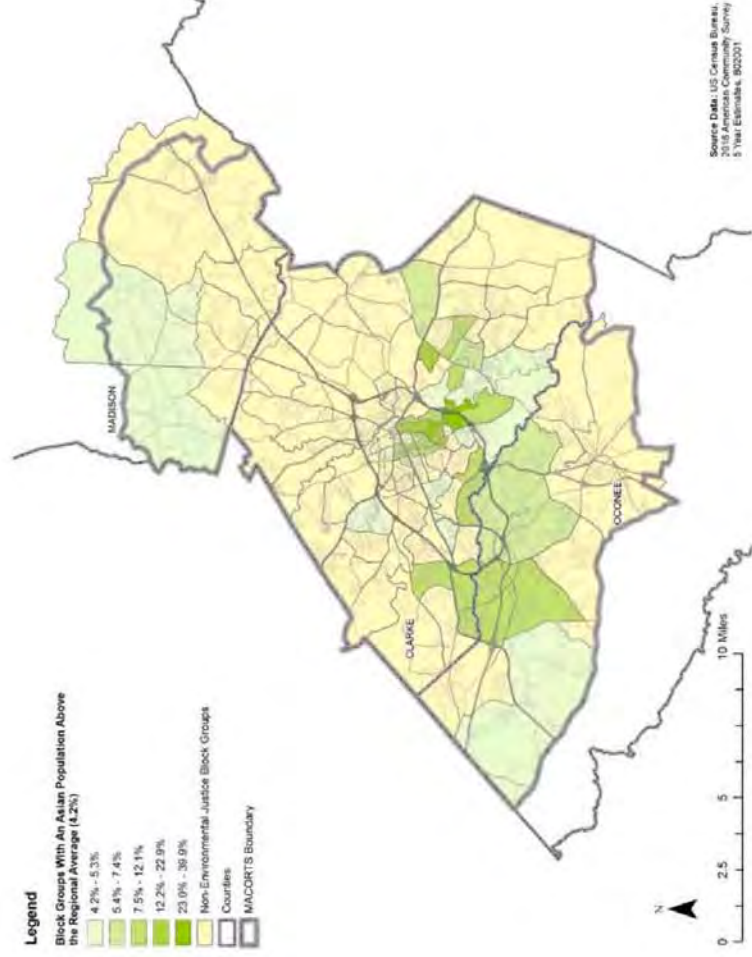 Legend
Block Groups With An Asian Population Above
the Regional Average (4.2%)
4.2% - 5.3%
5.4% - 7.4%
7.5% - 12.1%
12.2% - 22.9%
23.0% - 39.9%
Non-Environmental Justice Block Groups
Counties
MACORTS Boundary
MADISON
CLARKE
OCONEE
N
0 2.5 5 10 Miles
Source Data: US Census Bureau,
American Community Survey
5 Year Estimates, B02001